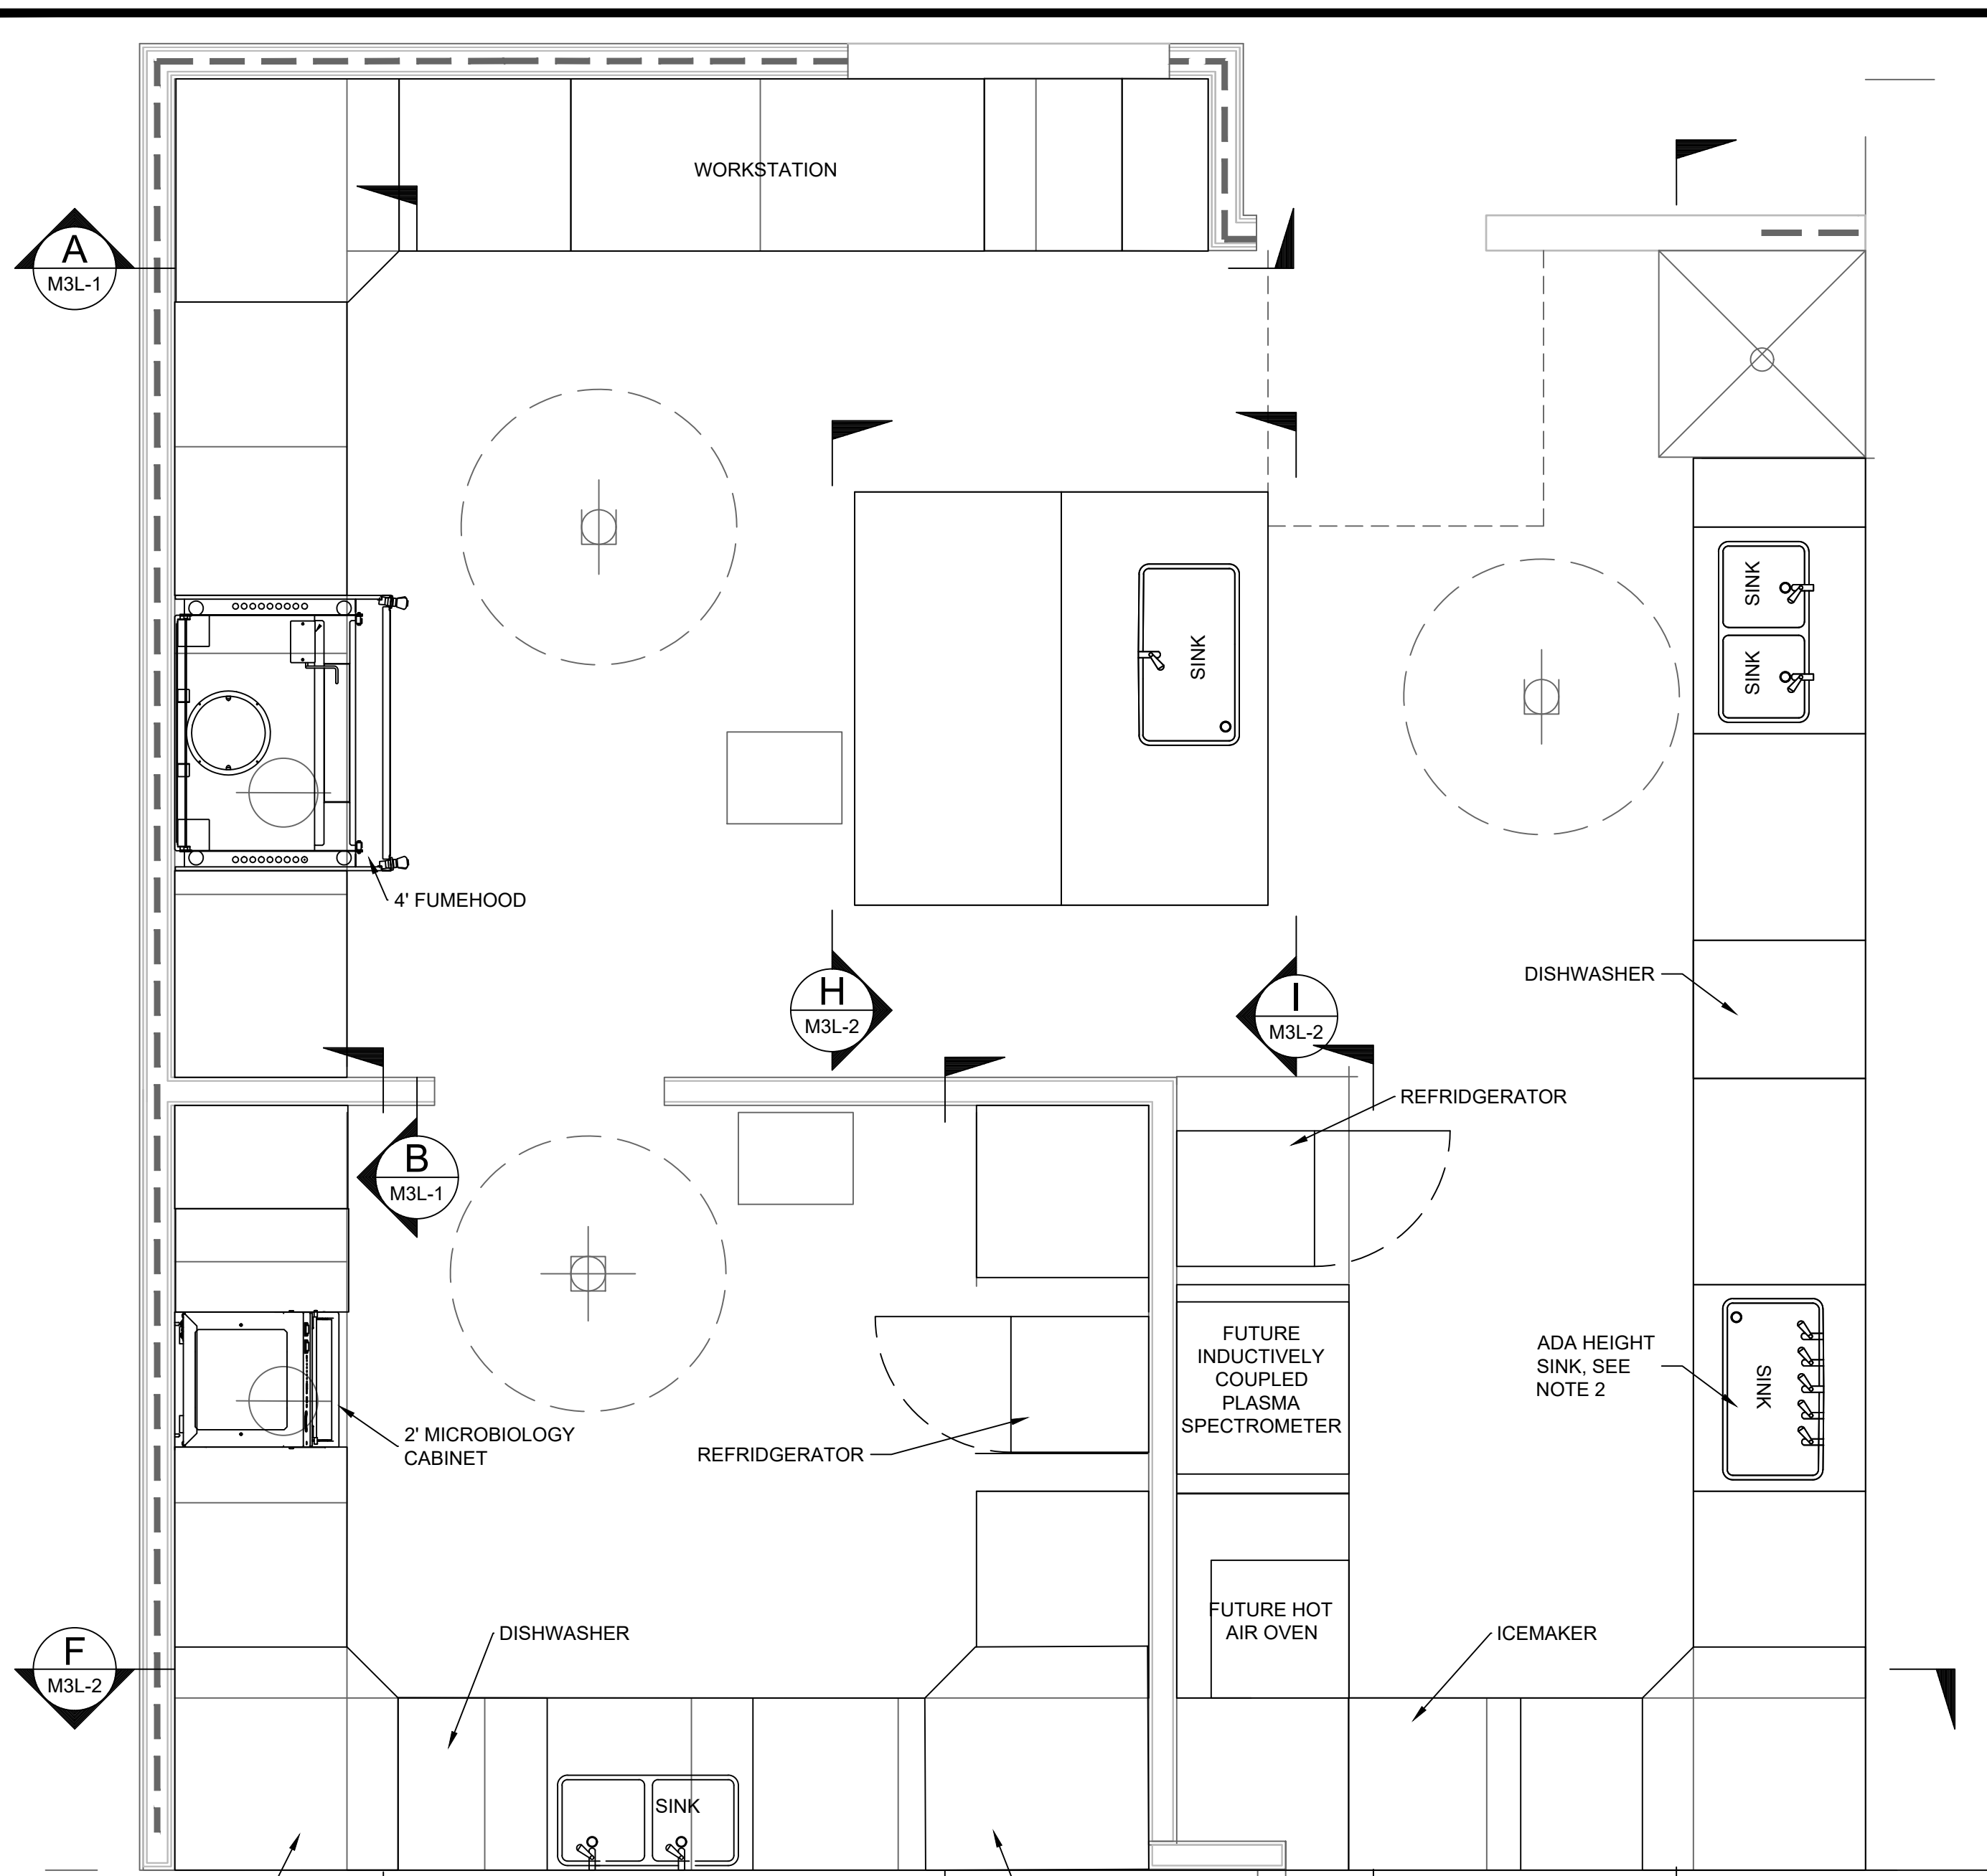 WORKSTATION
A
M3L-1
SINK
SINK
SINK
4' FUMEHOOD
DISHWASHER
H
M3L-2
I
M3L-2
REFRIDGERATOR
B
M3L-1
FUTURE
INDUCTIVELY
COUPLED
PLASMA
SPECTROMETER
ADA HEIGHT
SINK, SEE
NOTE 2
SINK
2' MICROBIOLOGY
CABINET
REFRIDGERATOR
FUTURE HOT
AIR OVEN
DISHWASHER
ICEMAKER
F
M3L-2
SINK